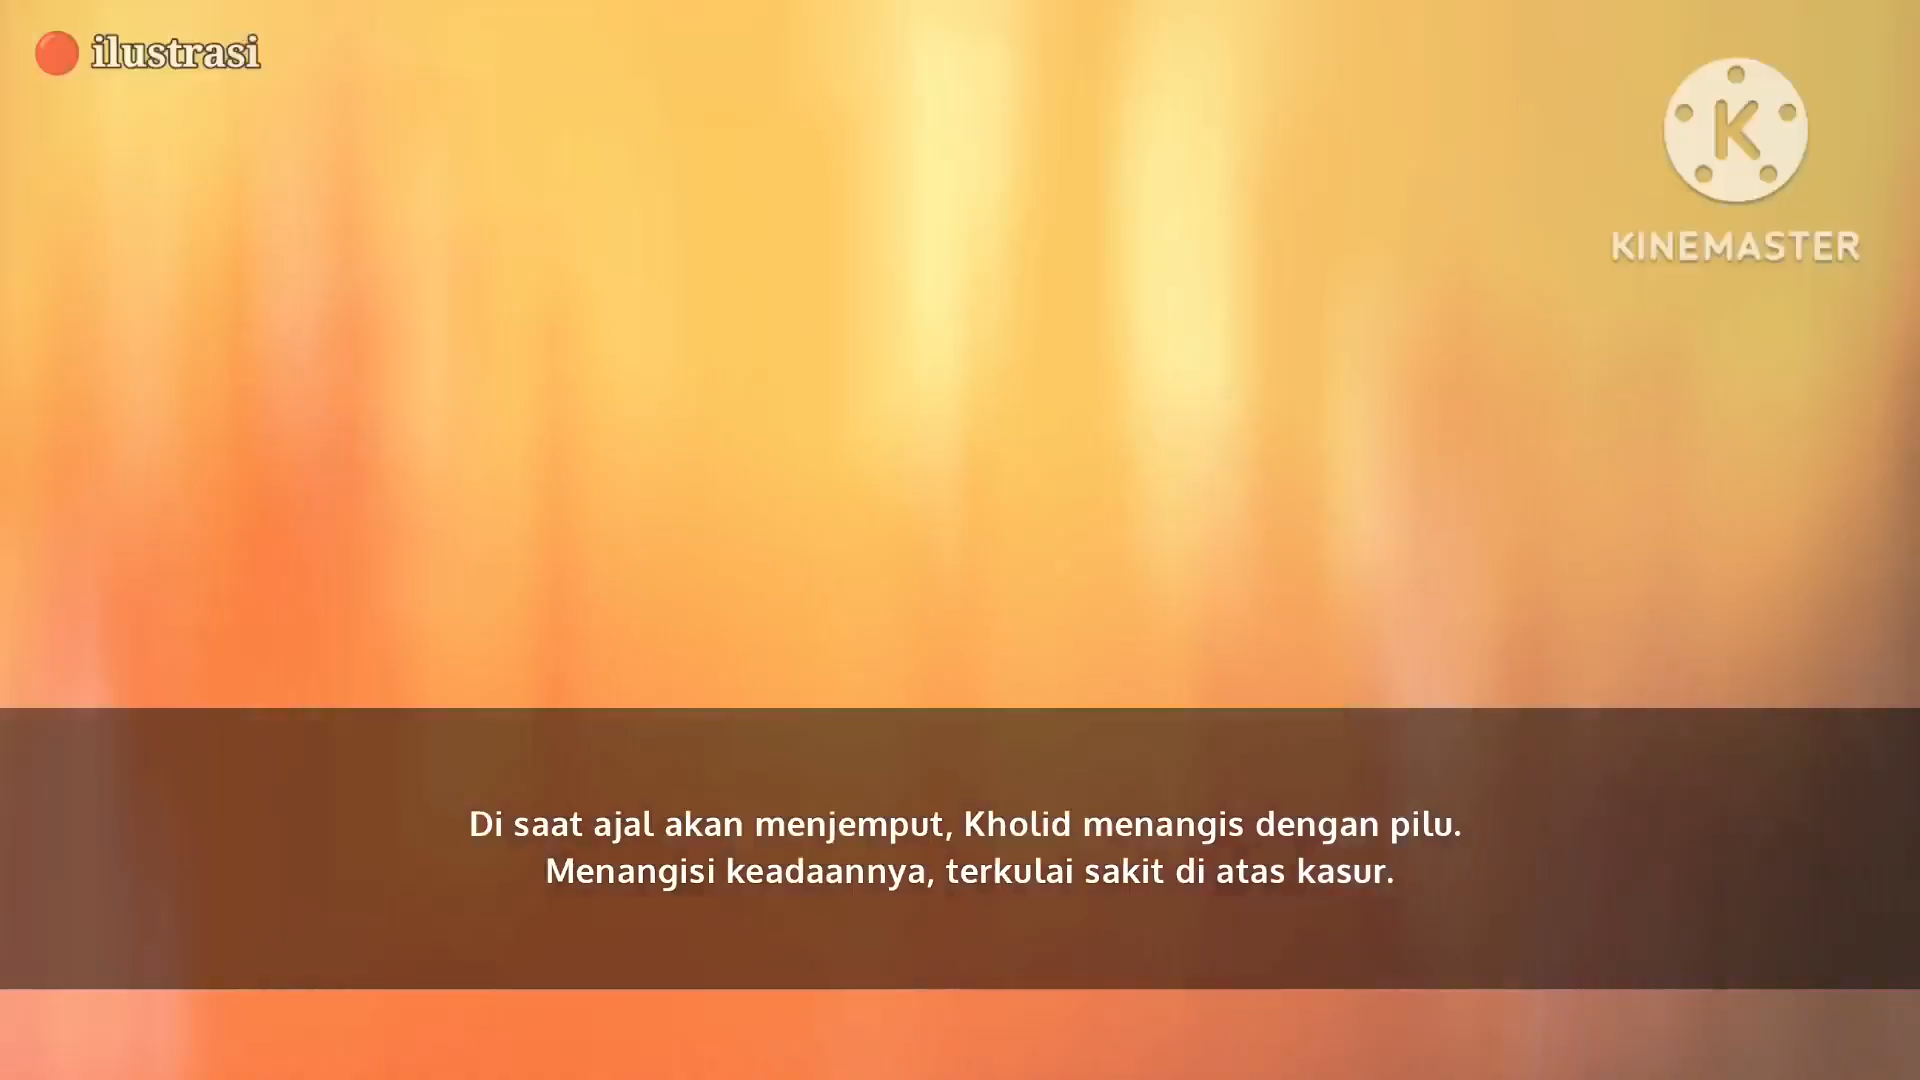 ilustrasi
K
KINEMASTER
Di saat ajal akan menjemput, Kholid menangis dengan pilu.
Menangisi keadaannya, terkulai sakit di atas kasur.